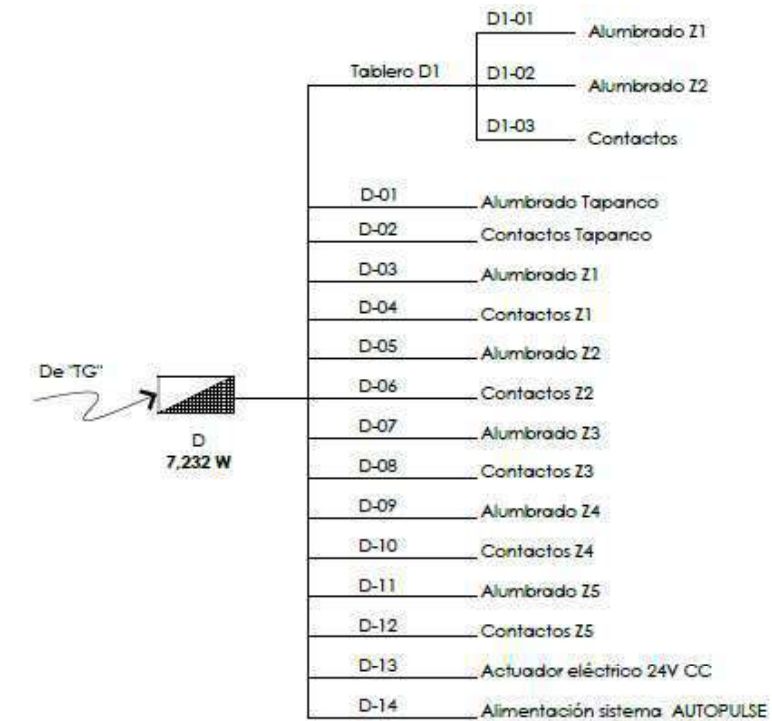 D1-01 Alumbrado Z1
Tablero D1 D1-02 Alumbrado Z2
D1-03 Contactos
D-01 Alumbrado Tapanco
D-02 Contactos Tapanco
D-03 Alumbrado Z1
D-04 Contactos Z1
D-05 Alumbrado Z2
De "TG" D-06 Contactos Z2
D-07 Alumbrado Z3
D
7,232 W D-08 Contactos Z3
D-09 Alumbrado Z4
D-10 Contactos Z4
D-11 Alumbrado Z5
D-12 Contactos Z5
D-13 Actuador eléctrico 24V CC
D-14 Alimentación sistema AUTOPULSE